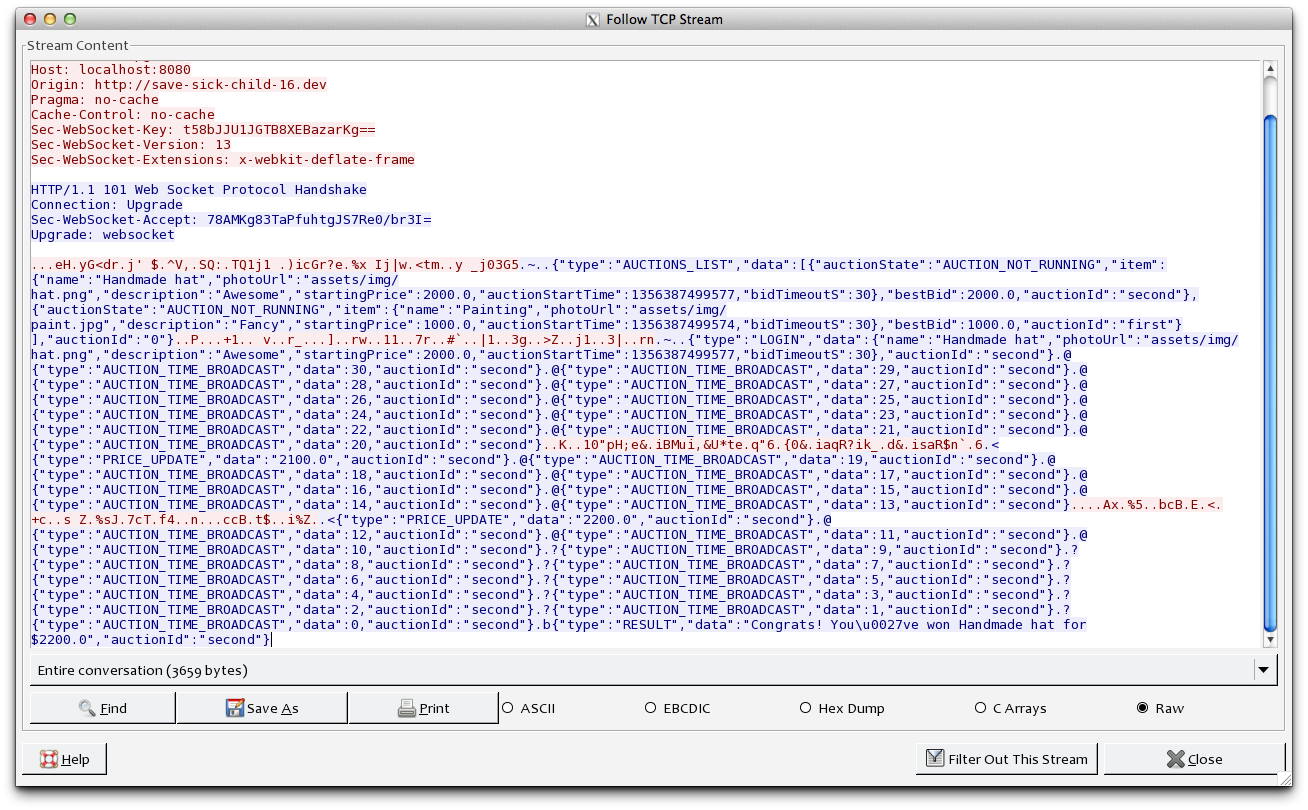 Follow TCP Stream
Stream Content
Host: localhost:8080
Origin: http://save-sick-child-16.dev
Pragma: no-cache
Cache-Control: no-cache
Sec-WebSocket-Key: t58bJJU1JGTB8XEBazarKg==
Sec-WebSocket-Version: 13
Sec-WebSocket-Extensions: x-webkit-deflate-frame
HTTP/1.1 101 Web Socket Protocol Handshake
Connection: Upgrade
Sec-WebSocket-Accept: 78AMKg83TaPfuhtgJS7Re0/br3I=
Upgrade: websocket
...eH.yG<dr.j' $.^V,.SQ:.TQ1j1 .)icGr?e.%x Ij|w.<tm..y _j03G5.~..{"type":"AUCTIONS_LIST","data":[{"auctionState":"AUCTION_NOT_RUNNING","item":
{"name":"Handmade hat","photoUrl":"assets/img/
hat.png","description":"Awesome","startingPrice":2000.0,"auctionStartTime":1356387499577,"bidTimeoutS":30},"bestBid":2000.0,"auctionId":"second"},
{"auctionState":"AUCTION_NOT_RUNNING","item":{"name":"Painting","photoUrl":"assets/img/
paint.jpg","description":"Fancy","startingPrice":1000.0,"auctionStartTime":1356387499574,"bidTimeoutS":30},"bestBid":1000.0,"auctionId":"first"}
],"auctionId":"0"}..P...+1.. v..r_...]..rw..11..7r..#`..|1..3g..>Z..j1..3|..rn.~..{"type":"LOGIN","data":{"name":"Handmade hat","photoUrl":"assets/img/
hat.png","description":"Awesome","startingPrice":2000.0,"auctionStartTime":1356387499577,"bidTimeoutS":30},"auctionId":"second"}.@
{"type":"AUCTION_TIME_BROADCAST","data":30,"auctionId":"second"}.@{"type":"AUCTION_TIME_BROADCAST","data":29,"auctionId":"second"}.@
{"type":"AUCTION_TIME_BROADCAST","data":28,"auctionId":"second"}.@{"type":"AUCTION_TIME_BROADCAST","data":27,"auctionId":"second"}.@
{"type":"AUCTION_TIME_BROADCAST","data":26,"auctionId":"second"}.@{"type":"AUCTION_TIME_BROADCAST","data":25,"auctionId":"second"}.@
{"type":"AUCTION_TIME_BROADCAST","data":24,"auctionId":"second"}.@{"type":"AUCTION_TIME_BROADCAST","data":23,"auctionId":"second"}.@
{"type":"AUCTION_TIME_BROADCAST","data":22,"auctionId":"second"}.@{"type":"AUCTION_TIME_BROADCAST","data":21,"auctionId":"second"}.@
{"type":"AUCTION_TIME_BROADCAST","data":20,"auctionId":"second"}..K..10"pH;e&.iBMui,&U*te.q"6.{0&.iaqR?ik_.d&.isaR$n`.6.<
{"type":"PRICE_UPDATE","data":"2100.0","auctionId":"second"}.@{"type":"AUCTION_TIME_BROADCAST","data":19,"auctionId":"second"}.@
{"type":"AUCTION_TIME_BROADCAST","data":18,"auctionId":"second"}.@{"type":"AUCTION_TIME_BROADCAST","data":17,"auctionId":"second"}.@
{"type":"AUCTION_TIME_BROADCAST","data":16,"auctionId":"second"}.@{"type":"AUCTION_TIME_BROADCAST","data":15,"auctionId":"second"}.@
{"type":"AUCTION_TIME_BROADCAST","data":14,"auctionId":"second"}.@{"type":"AUCTION_TIME_BROADCAST","data":13,"auctionId":"second"}....Ax.%5..bcB.E.<.
+c..s Z.%sJ.7cT.f4..n...ccB.t$..i%Z..<{"type":"PRICE_UPDATE","data":"2200.0","auctionId":"second"}.@
{"type":"AUCTION_TIME_BROADCAST","data":12,"auctionId":"second"}.@{"type":"AUCTION_TIME_BROADCAST","data":11,"auctionId":"second"}.@
{"type":"AUCTION_TIME_BROADCAST","data":10,"auctionId":"second"}.?{"type":"AUCTION_TIME_BROADCAST","data":9,"auctionId":"second"}.?
{"type":"AUCTION_TIME_BROADCAST","data":8,"auctionId":"second"}.?{"type":"AUCTION_TIME_BROADCAST","data":7,"auctionId":"second"}.?
{"type":"AUCTION_TIME_BROADCAST","data":6,"auctionId":"second"}.?{"type":"AUCTION_TIME_BROADCAST","data":5,"auctionId":"second"}.?
{"type":"AUCTION_TIME_BROADCAST","data":4,"auctionId":"second"}.?{"type":"AUCTION_TIME_BROADCAST","data":3,"auctionId":"second"}.?
{"type":"AUCTION_TIME_BROADCAST","data":2,"auctionId":"second"}.?{"type":"AUCTION_TIME_BROADCAST","data":1,"auctionId":"second"}.?
{"type":"AUCTION_TIME_BROADCAST","data":0,"auctionId":"second"}.b{"type":"RESULT","data":"Congrats! You\u0027ve won Handmade hat for
$2200.0","auctionId":"second"}
Entire conversation (3659 bytes)
Find Save As Print ASCII EBCDIC Hex Dump C Arrays Raw
Help Filter Out This Stream Close